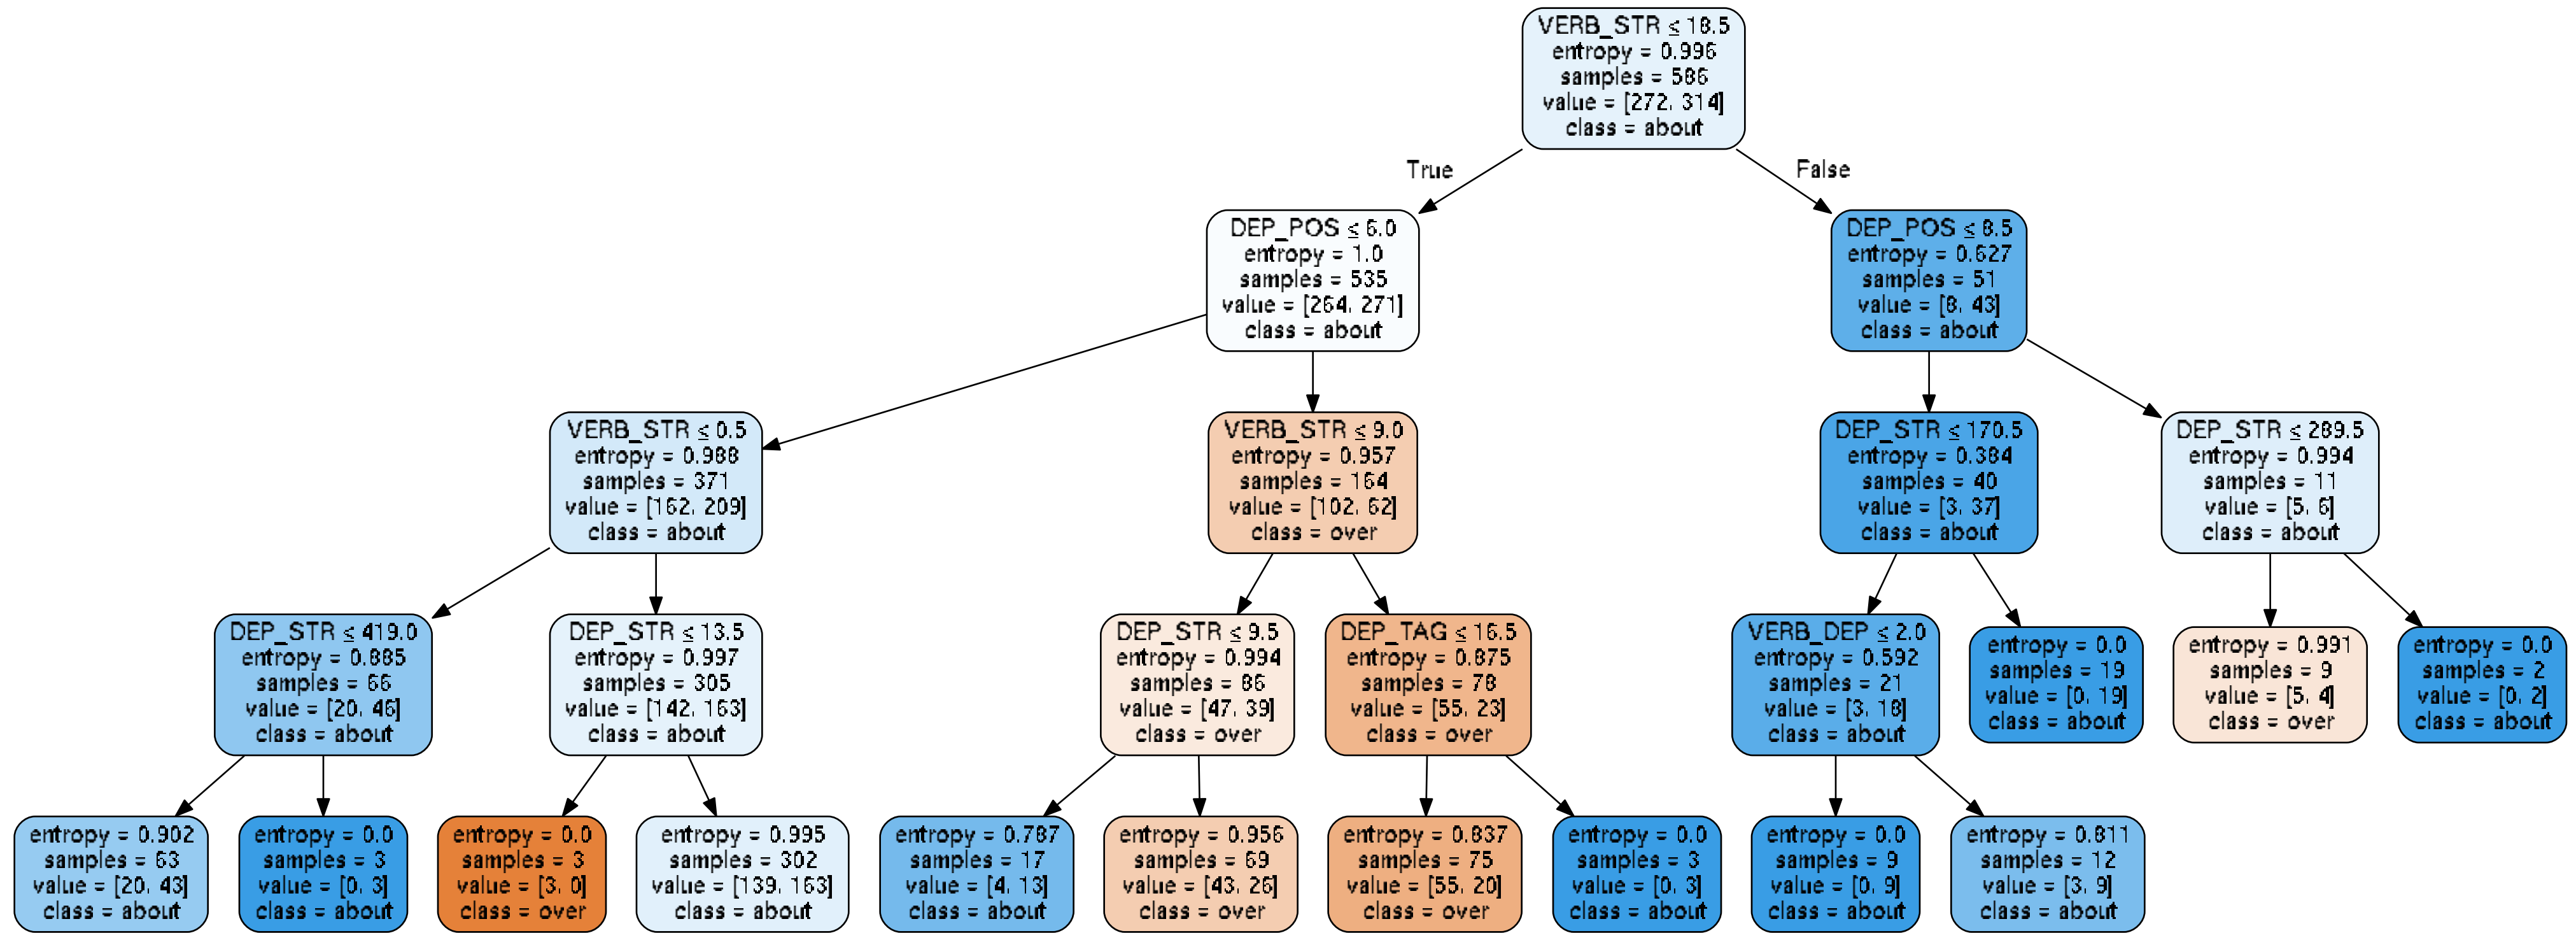 VERB_STR ≤ 18.5
entropy = 0.996
samples = 586
value = [272, 314]
class = about
True
False
DEP_POS ≤ 6.0
entropy = 1.0
samples = 535
value = [264, 271]
class = about
DEP_POS ≤ 8.5
entropy = 0.627
samples = 51
value = [8, 43]
class = about
VERB_STR ≤ 0.5
entropy = 0.988
samples = 371
value = [162, 209]
class = about
VERB_STR ≤ 9.0
entropy = 0.957
samples = 164
value = [102, 62]
class = over
DEP_STR ≤ 170.5
entropy = 0.384
samples = 40
value = [3, 37]
class = about
DEP_STR ≤ 289.5
entropy = 0.994
samples = 11
value = [5, 6]
class = about
DEP_STR ≤ 419.0
entropy = 0.885
samples = 66
value = [20, 46]
class = about
DEP_STR ≤ 13.5
entropy = 0.997
samples = 305
value = [142, 163]
class = about
DEP_STR ≤ 9.5
entropy = 0.994
samples = 86
value = [47, 39]
class = over
DEP_TAG ≤ 16.5
entropy = 0.875
samples = 78
value = [55, 23]
class = over
VERB_DEP ≤ 2.0
entropy = 0.592
samples = 21
value = [3, 18]
class = about
entropy = 0.0
samples = 19
value = [0, 19]
class = about
entropy = 0.991
samples = 9
value = [5, 4]
class = over
entropy = 0.0
samples = 2
value = [0, 2]
class = about
entropy = 0.902
samples = 63
value = [20, 43]
class = about
entropy = 0.0
samples = 3
value = [0, 3]
class = about
entropy = 0.0
samples = 3
value = [3, 0]
class = over
entropy = 0.995
samples = 302
value = [139, 163]
class = about
entropy = 0.787
samples = 17
value = [4, 13]
class = about
entropy = 0.956
samples = 69
value = [43, 26]
class = over
entropy = 0.837
samples = 75
value = [55, 20]
class = over
entropy = 0.0
samples = 3
value = [0, 3]
class = about
entropy = 0.0
samples = 9
value = [0, 9]
class = about
entropy = 0.811
samples = 12
value = [3, 9]
class = about